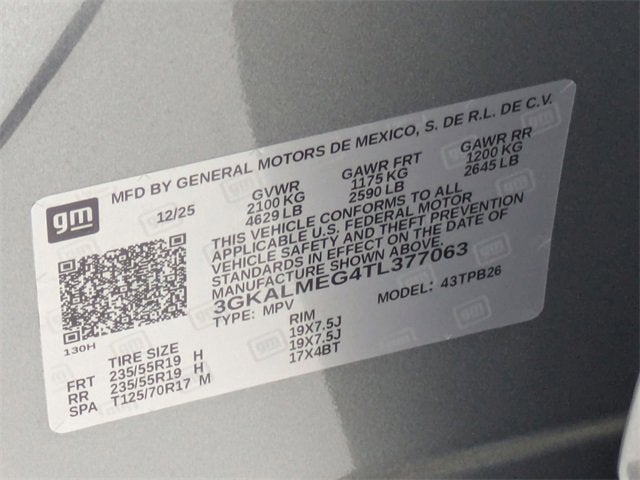 gm
MFD BY GENERAL MOTORS DE MEXICO, S. DE R.L. DE C.V.
12/25
GVWR
2100 KG
4629 LB
GAWR FRT
1175 KG
2590 LB
GAWR RR
1200 KG
2645 LB
THIS VEHICLE CONFORMS TO ALL
APPLICABLE U.S. FEDERAL MOTOR
VEHICLE SAFETY AND THEFT PREVENTION
STANDARDS IN EFFECT ON THE DATE OF
MANUFACTURE SHOWN ABOVE.
3GKALMEG4TL377063
TYPE: MPV
MODEL: 43TPB26
130H
TIRE SIZE
RIM
FRT 235/55R19 H 19X7.5J
RR 235/55R19 H 19X7.5J
SPA T125/70R17 M 17X4BT